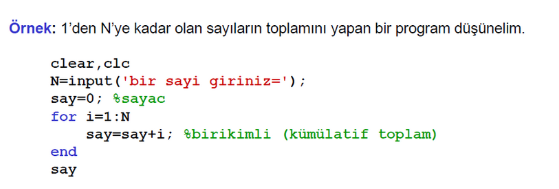 Örnek: 1’den N’ye kadar olan sayıların toplamını yapan bir program düşünelim.
clear,clc
N=input('bir sayi giriniz=');
say=0; %sayac
for i=1:N
    say=say+i; %birikimli (kümülatif toplam)
end
say